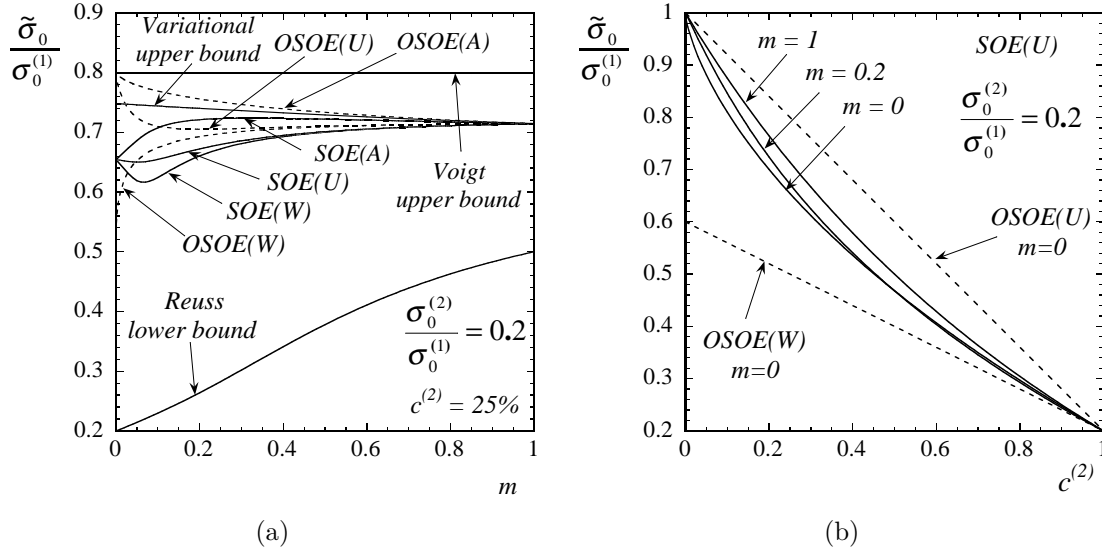 σ̃₀
σ₀⁽¹⁾
0.9
0.8
0.7
0.6
0.5
0.4
0.3
0.2
Variational
upper bound
OSOE(U)
OSOE(A)
SOE(A)
SOE(U)
SOE(W)
OSOE(W)
Voigt
upper bound
Reuss
lower bound
σ₀⁽²⁾
σ₀⁽¹⁾
= 0.2
c⁽²⁾ = 25%
0 0.2 0.4 0.6 0.8 1
m
(a)
σ̃₀
σ₀⁽¹⁾
1
0.9
0.8
0.7
0.6
0.5
0.4
0.3
0.2
m = 1
m = 0.2
m = 0
SOE(U)
σ₀⁽²⁾
σ₀⁽¹⁾
= 0.2
OSOE(U)
m=0
OSOE(W)
m=0
0 0.2 0.4 0.6 0.8 1
c⁽²⁾
(b)